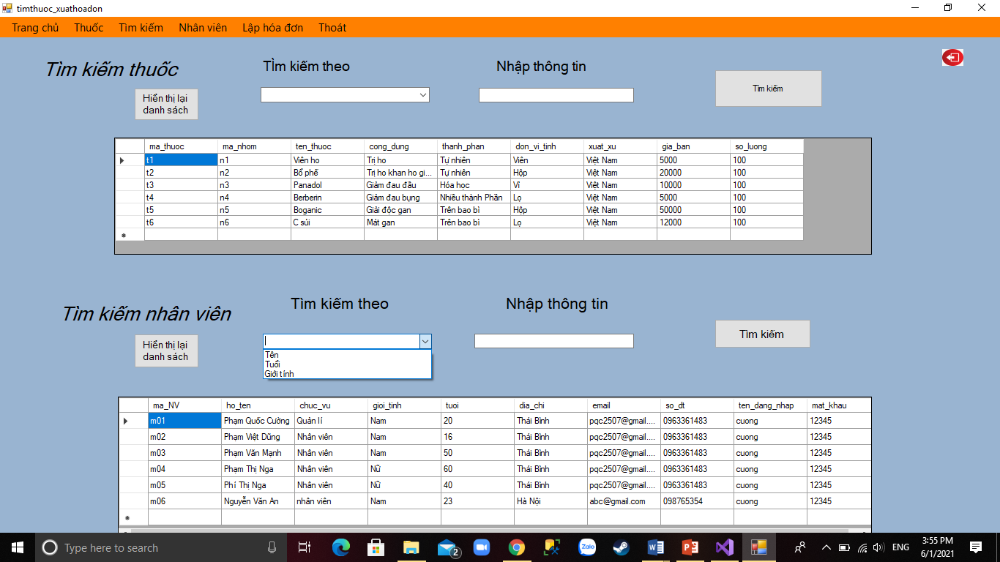 timthuoc_xuathoadon
Trang chủ Thuốc Tìm kiếm Nhân viên Lập hóa đơn Thoát
Tìm kiếm thuốc
TÌm kiếm theo
Nhập thông tin
Tìm kiếm
Hiển thị lại
danh sách
ma_thuoc ma_nhom ten_thuoc cong_dung thanh_phan don_vi_tinh xuat_xu gia_ban so_luong
t1 n1 Viên ho Trị ho Tự nhiên Viên Việt Nam 5000 100
t2 n2 Bổ phế Trị ho khan ho gi... Tự nhiên Hộp Việt Nam 20000 100
t3 n3 Panadol Giảm đau đầu Hóa học Vĩ Việt Nam 10000 100
t4 n4 Berberin Giảm đau bụng Nhiều thành Phần Lọ Việt Nam 5000 100
t5 n5 Boganic Giải độc gan Trên bao bì Hộp Việt Nam 50000 100
t6 n6 C sủi Mát gan Trên bao bì Lọ Việt Nam 12000 100
Tìm kiếm nhân viên
Tìm kiếm theo
Nhập thông tin
Tìm kiếm
Hiển thị lại
danh sách
Tên
Tuổi
Giới tính
ma_NV ho_ten chuc_vu gioi_tinh tuoi dia_chi email so_dt ten_dang_nhap mat_khau
m01 Phạm Quốc Cường Quản lí Nam 20 Thái Bình pqc2507@gmail.... 0963361483 cuong 12345
m02 Phạm Việt Dũng Nhân viên Nam 16 Thái Bình pqc2507@gmail.... 0963361483 cuong 12345
m03 Phạm Văn Mạnh Nhân viên Nam 50 Thái Bình pqc2507@gmail.... 0963361483 cuong 12345
m04 Phạm Thị Nga Nhân viên Nữ 60 Thái Bình pqc2507@gmail.... 0963361483 cuong 12345
m05 Phí Thị Nga Nhân viên Nữ 40 Thái Bình pqc2507@gmail.... 0963361483 cuong 12345
m06 Nguyễn Văn An nhân viên Nam 23 Hà Nội abc@gmail.com 098765354 cuong 12345
Type here to search
2
Zalo
ENG
3:55 PM
6/1/2021